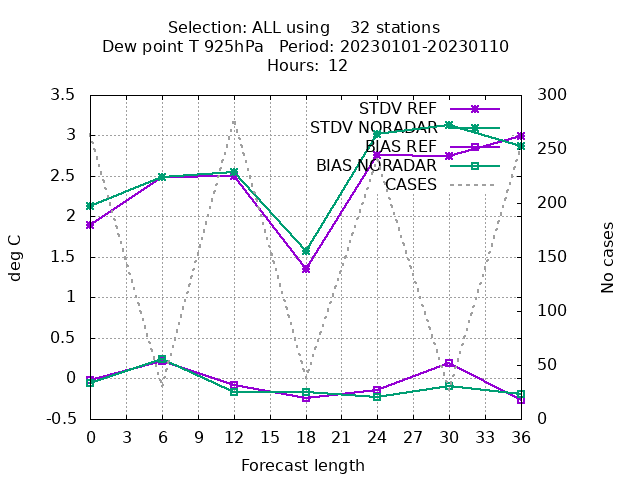 Selection: ALL using    32 stations
Dew point T 925hPa   Period: 20230101-20230110
Hours:  12
3.5
3
2.5
2
1.5
1
0.5
0
-0.5
deg C
300
250
200
150
100
50
0
No cases
STDV REF
STDV NORADAR
BIAS REF
BIAS NORADAR
CASES
0 3 6 9 12 15 18 21 24 27 30 33 36
Forecast length